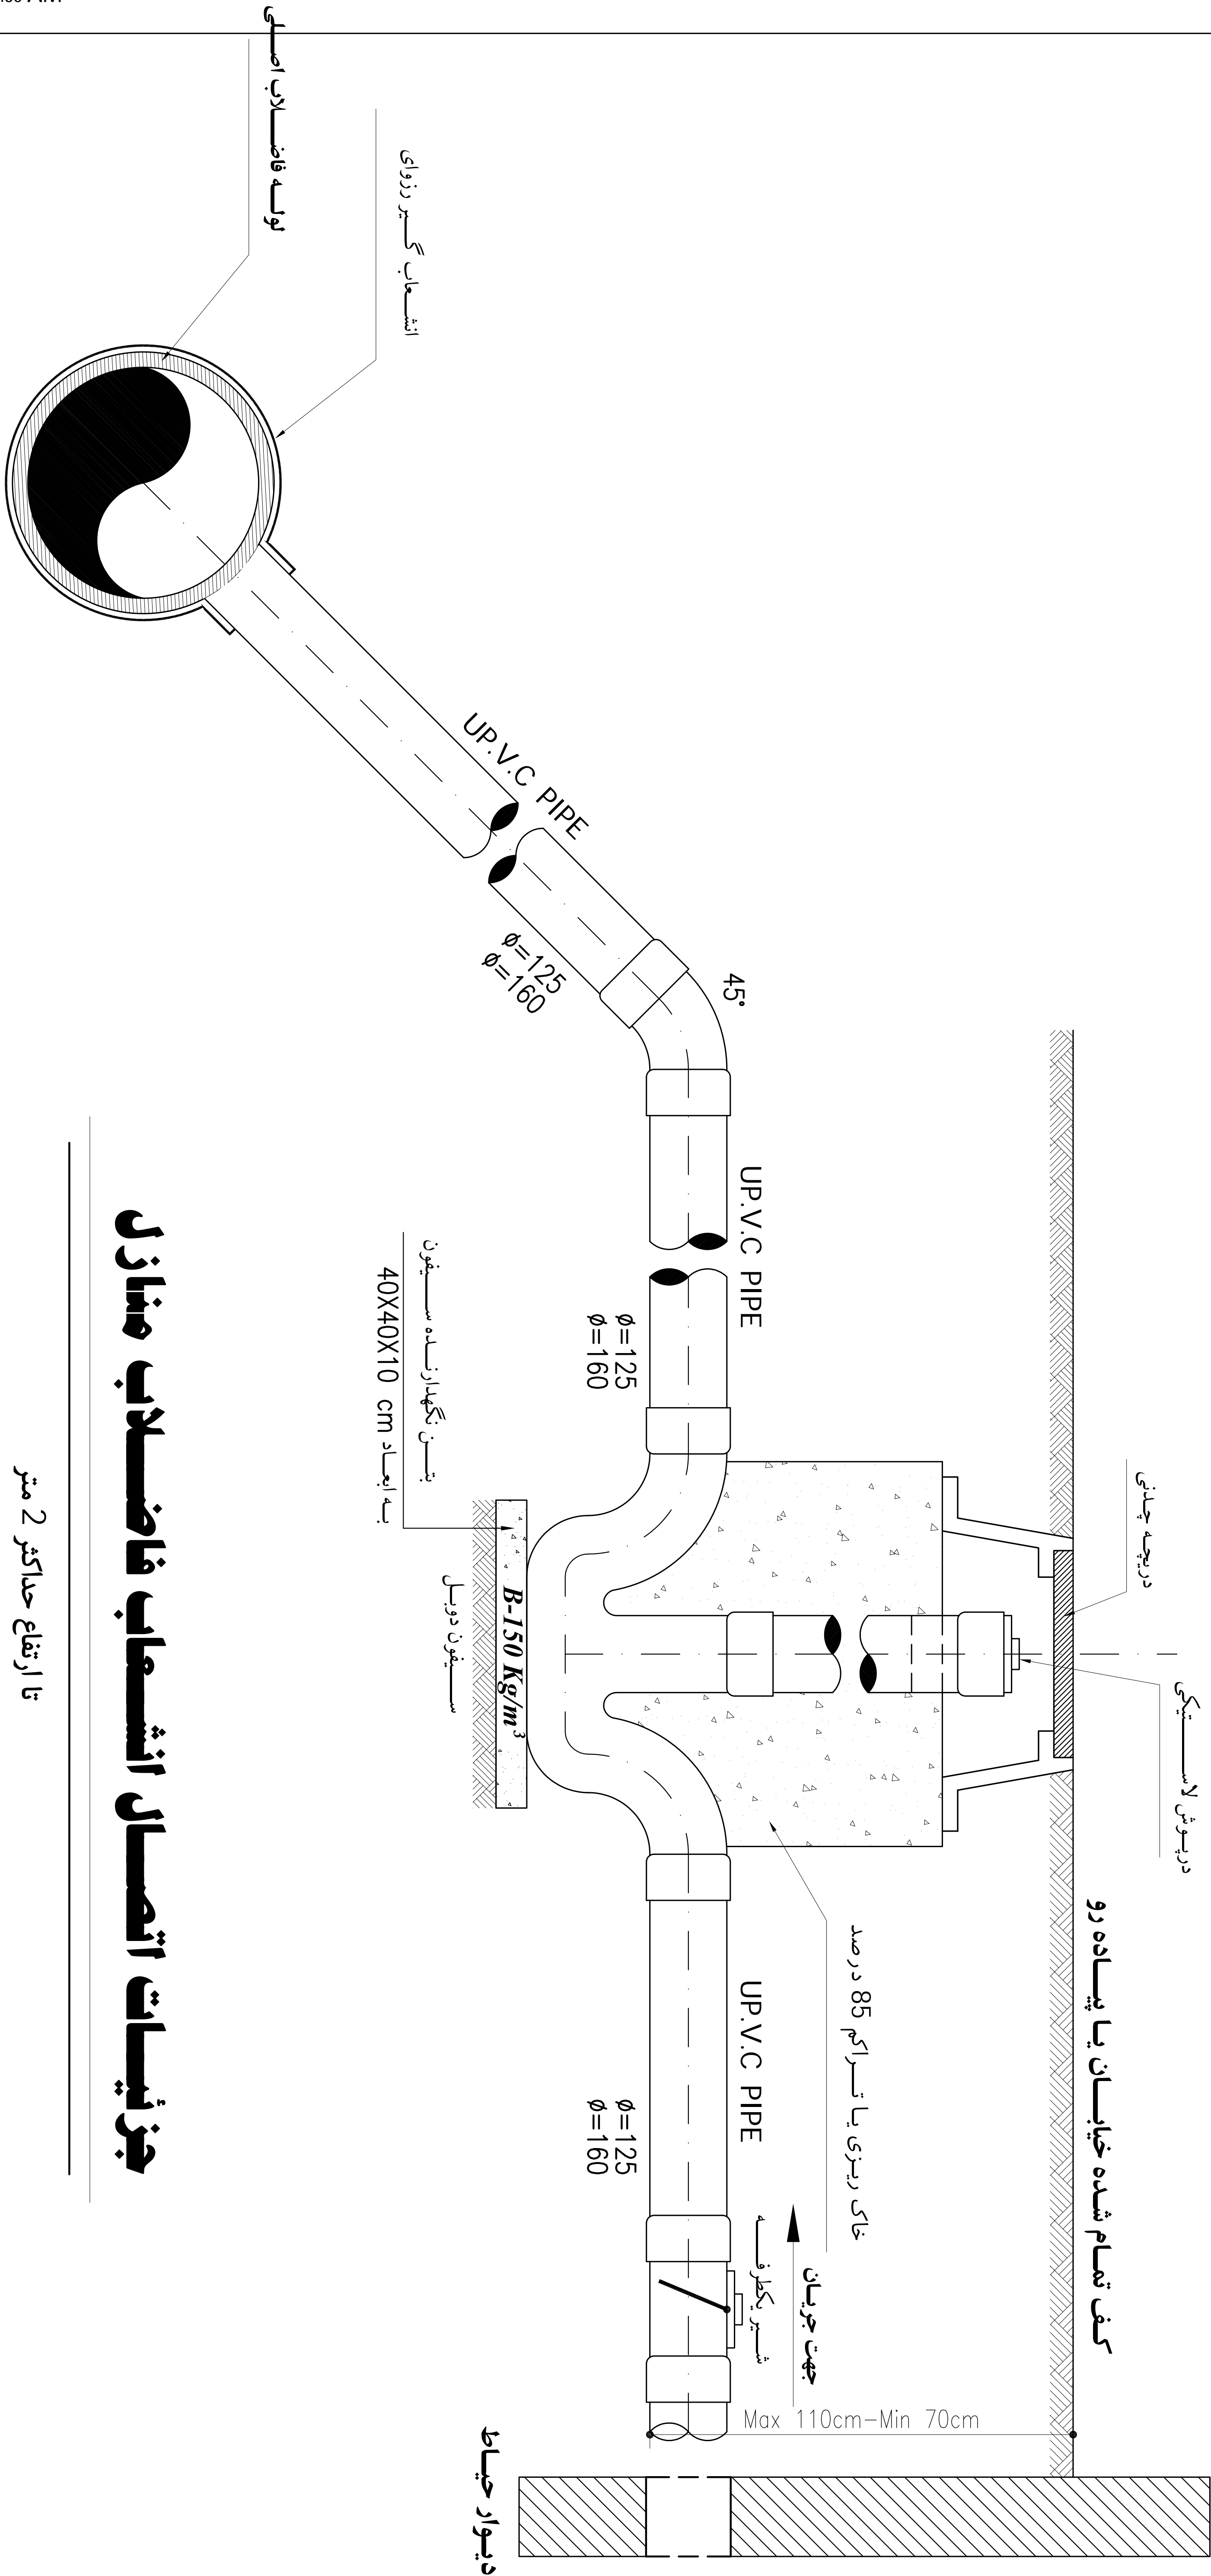 لوله فاضلاب اصلی
انشعاب گیر رزوای
UP.V.C PIPE
ø=125
ø=160
45°
UP.V.C PIPE
ø=125
ø=160
بتن نگهدارنده سیفون
به ابعاد 40X40X10 cm
سیفون دوبل
B-150 Kg/m³
دریچه چدنی
درپوش لاستیکی
کف تمام شده خیابان یا پیاده رو
خاک ریزی با تراکم 85 درصد
UP.V.C PIPE
ø=125
ø=160
شیر یکطرفه
جهت جریان
Max 110cm-Min 70cm
دیوار حیاط
جزئیات اتصال انشعاب فاضلاب منازل
تا ارتفاع حداکثر 2 متر